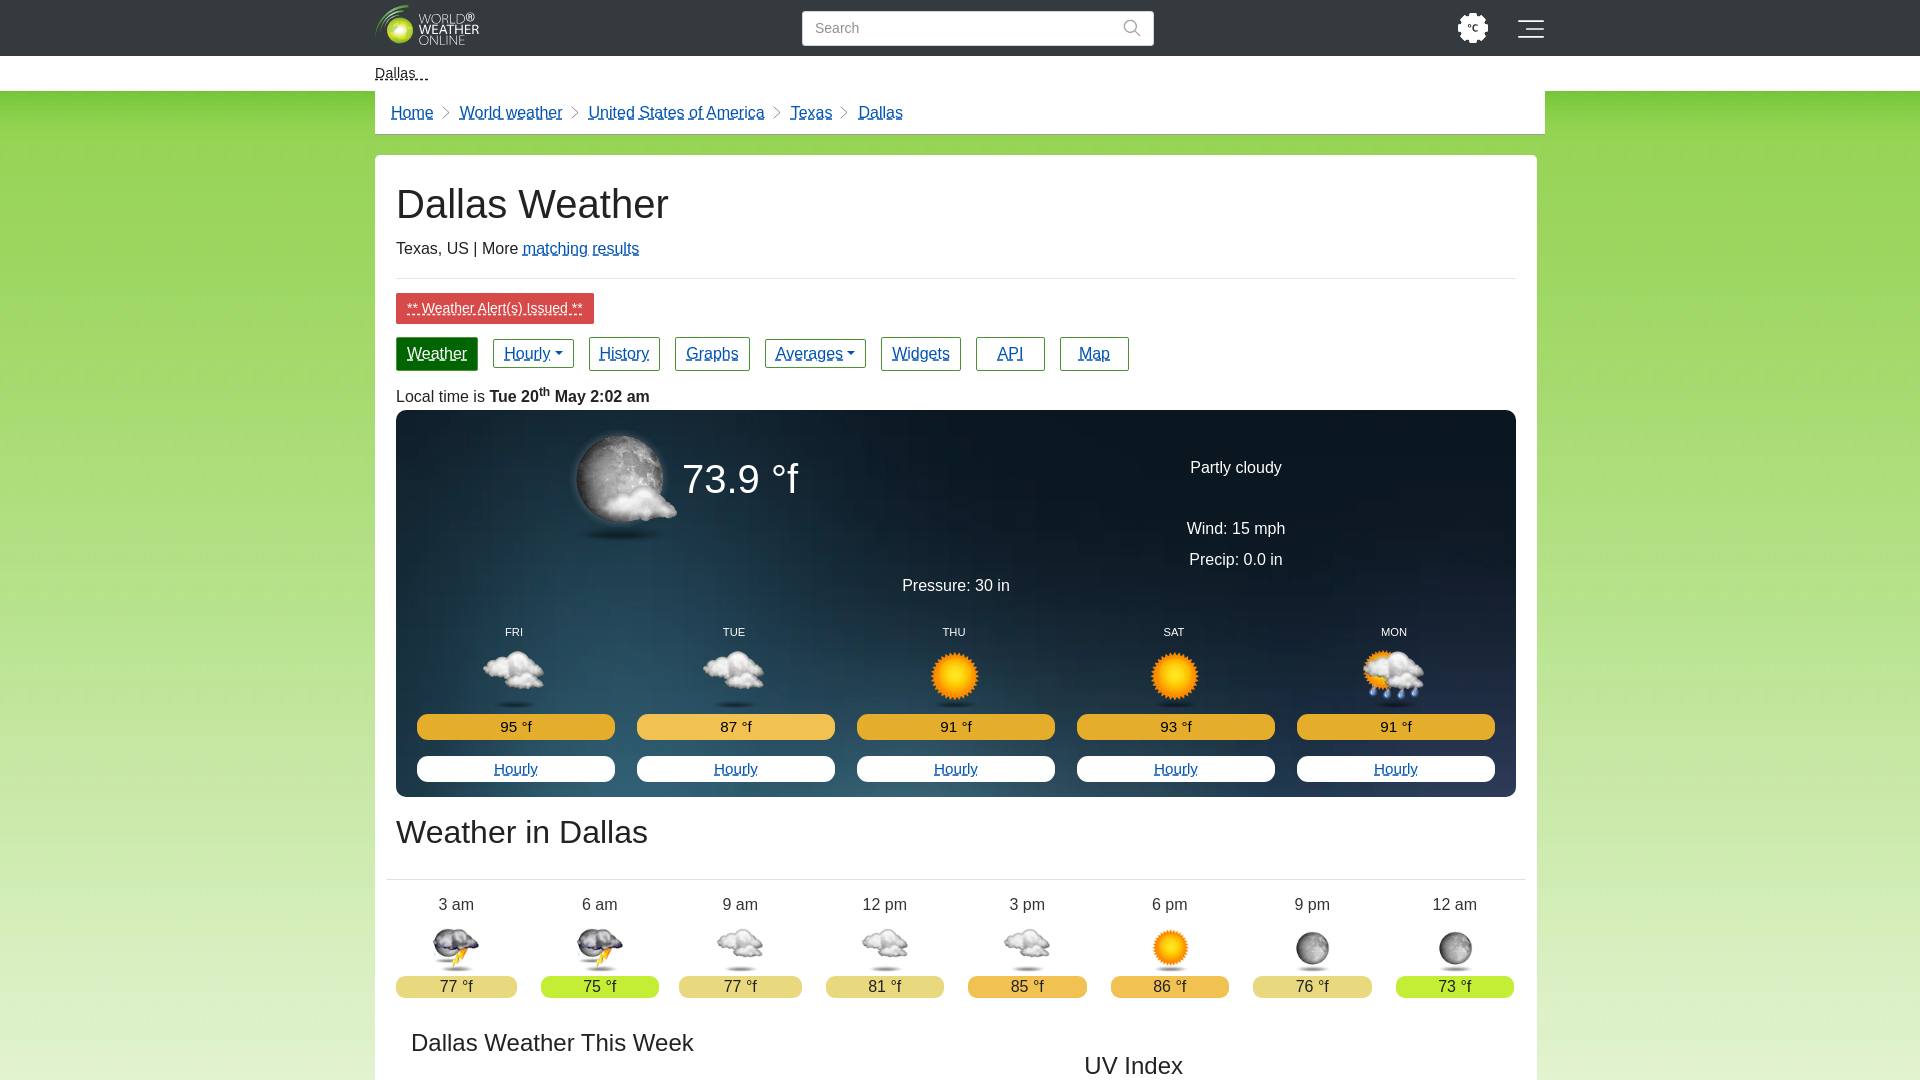 WORLD®
WEATHER
ONLINE
Search
°C
Dallas
Home World weather United States of America Texas Dallas
Dallas Weather
Texas, US | More matching results
** Weather Alert(s) Issued **
Weather Hourly History Graphs Averages Widgets API Map
Local time is Tue 20th May 2:02 am
73.9 °f
Partly cloudy
Wind: 15 mph
Precip: 0.0 in
Pressure: 30 in
FRI TUE THU SAT MON
95 °f 87 °f 91 °f 93 °f 91 °f
Hourly Hourly Hourly Hourly Hourly
Weather in Dallas
3 am 6 am 9 am 12 pm 3 pm 6 pm 9 pm 12 am
77 °f 75 °f 77 °f 81 °f 85 °f 86 °f 76 °f 73 °f
Dallas Weather This Week
UV Index